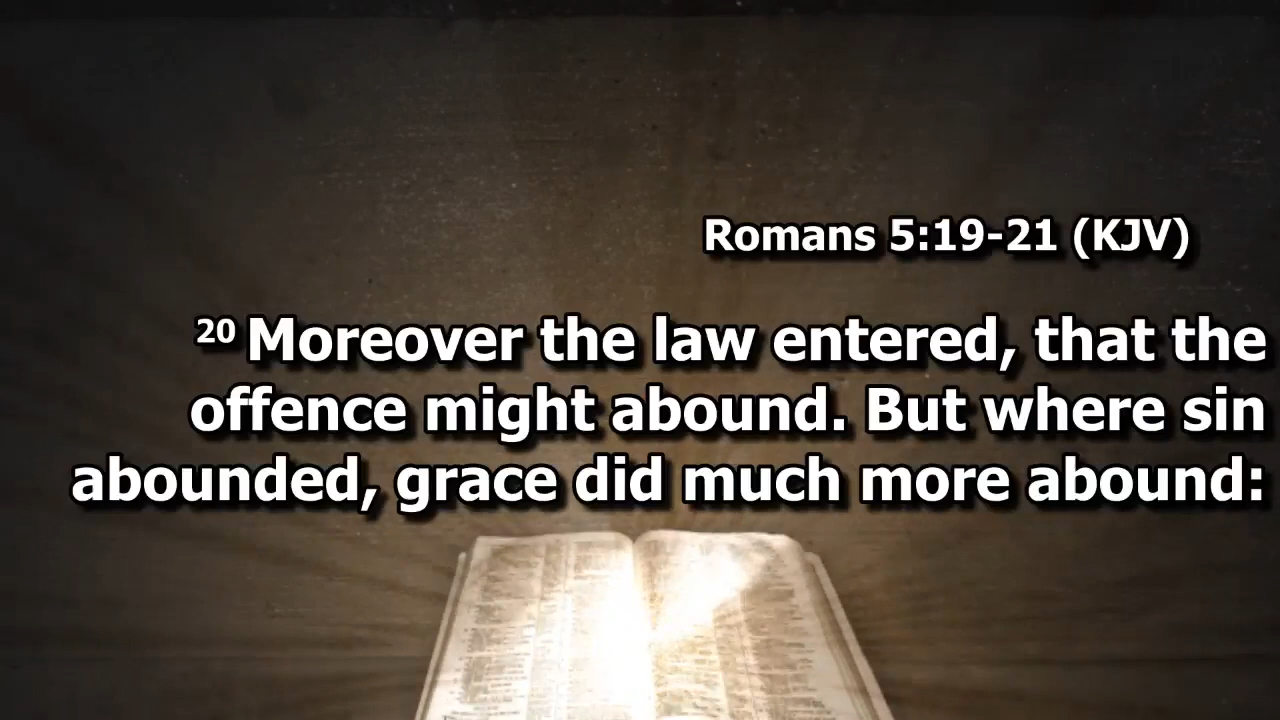 Romans 5:19-21 (KJV)
20 Moreover the law entered, that the
offence might abound. But where sin
abounded, grace did much more abound: